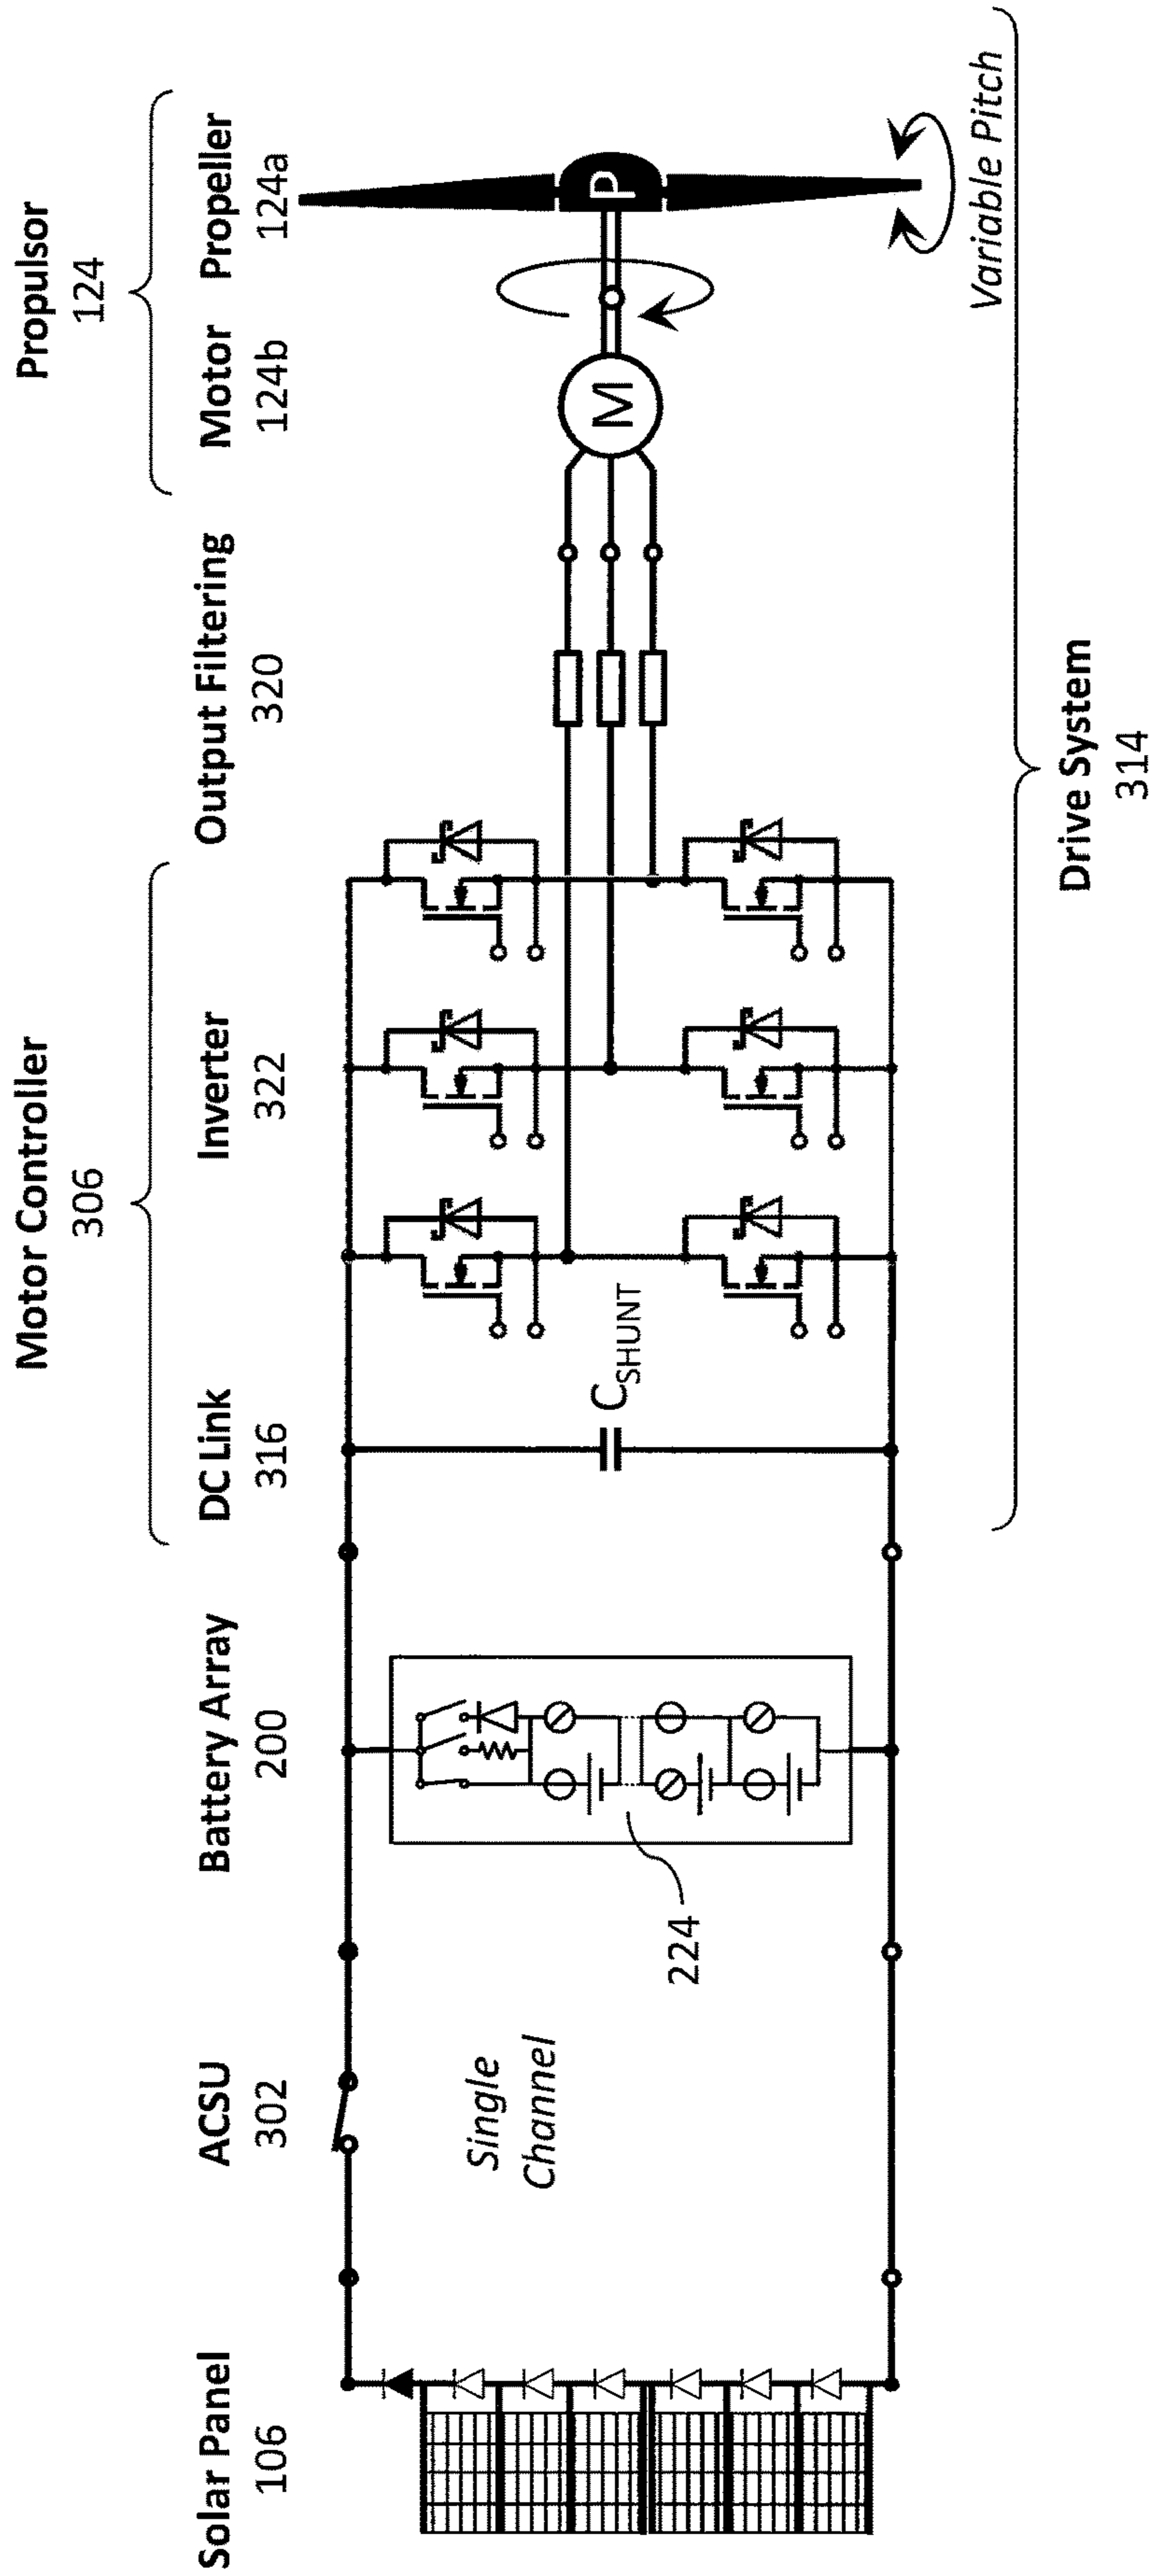 Solar Panel
106
ACSU
302
Battery Array
200
Motor Controller
306
DC Link
316
Inverter
322
Output Filtering
320
Propulsor
124
Motor
124b
Propeller
124a
Single
Channel
224
C_SHUNT
M
P
Variable Pitch
Drive System
314